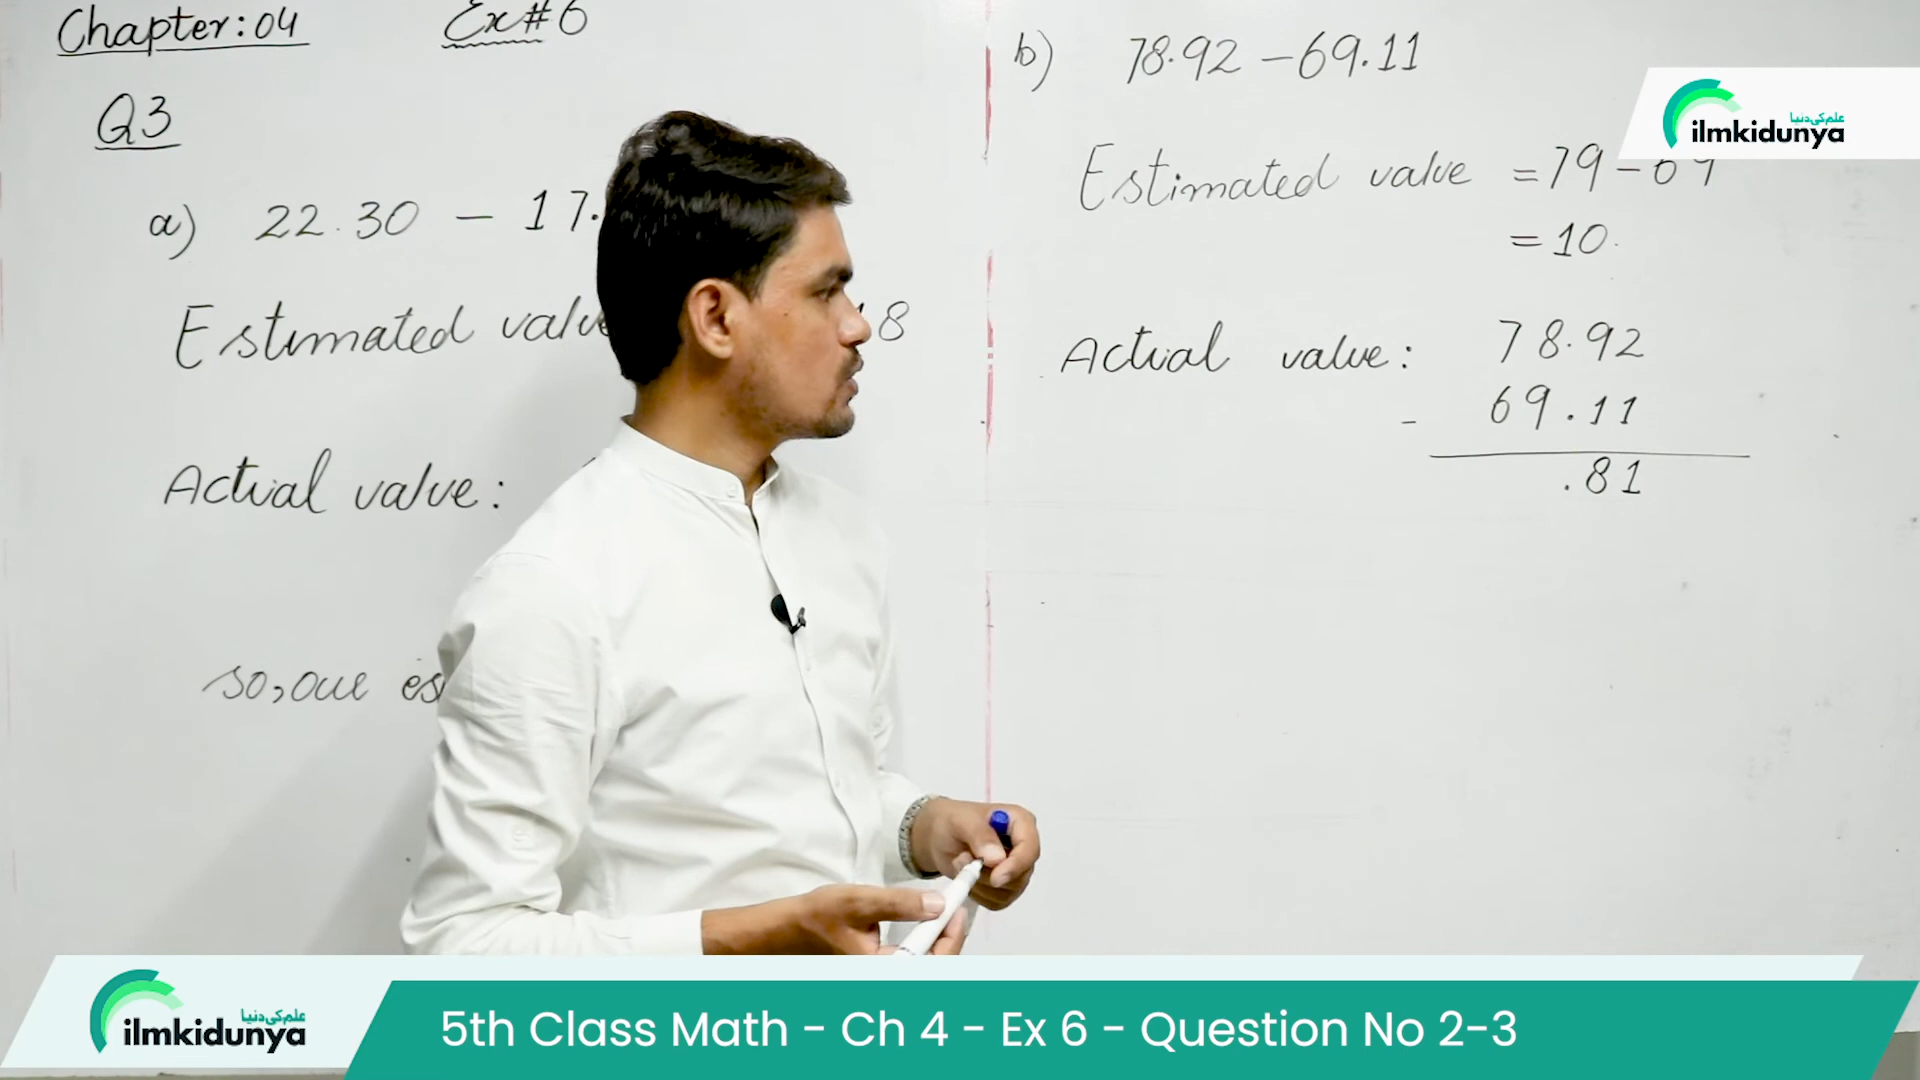 Chapter:04 Ex#6
Q3
a) 22.30 - 17.
Estimated value 18
Actual value:
so, our es
b) 78.92 - 69.11
Estimated value = 79 - 69
= 10.
Actual value: 78.92
- 69.11
.81
علم کی دنیا
ilmkidunya
علم کی دنیا
ilmkidunya
5th Class Math - Ch 4 - Ex 6 - Question No 2-3